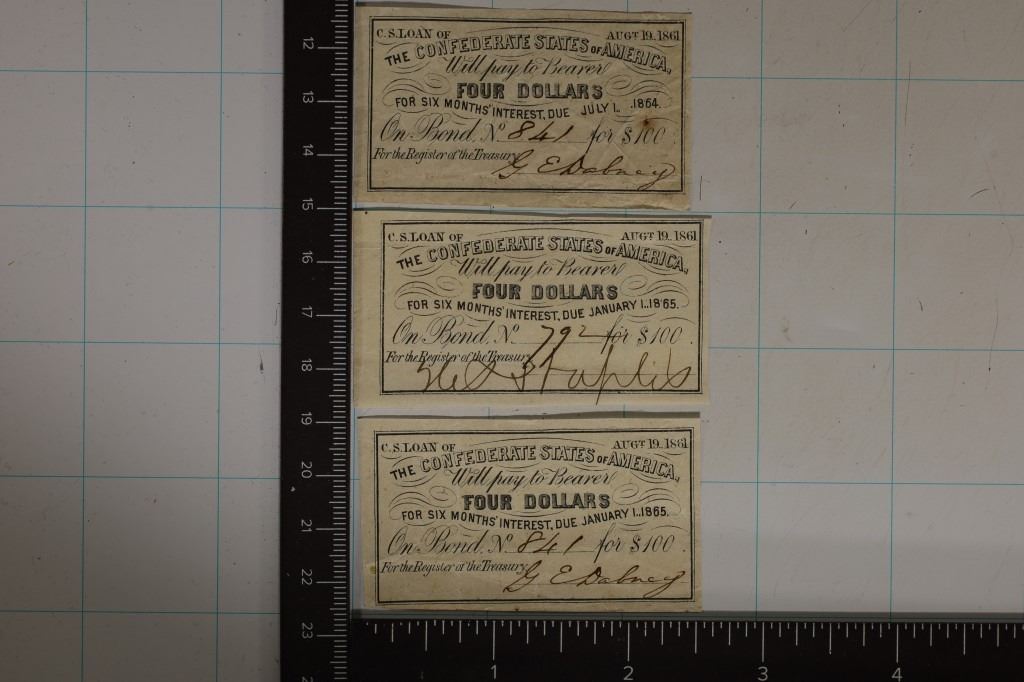 C.S. LOAN OF AUGT 19. 1861
THE CONFEDERATE STATES OF AMERICA,
Will pay to Bearer
FOUR DOLLARS
FOR SIX MONTHS' INTEREST, DUE JULY 1. 1864.
On Bond, No. 841 for $100
For the Register of the Treasury
G E Dabney
C.S. LOAN OF AUGT 19. 1861
THE CONFEDERATE STATES OF AMERICA,
Will pay to Bearer
FOUR DOLLARS
FOR SIX MONTHS' INTEREST, DUE JANUARY 1..1865.
On Bond, No. 792 for $100.
For the Register of the Treasury
Staples
C.S. LOAN OF AUGT 19. 1861
THE CONFEDERATE STATES OF AMERICA,
Will pay to Bearer
FOUR DOLLARS
FOR SIX MONTHS' INTEREST, DUE JANUARY 1..1865.
On Bond, No. 841 for $100.
For the Register of the Treasury
G E Dabney
12
13
14
15
16
17
18
19
20
21
22
23
1 2 3 4